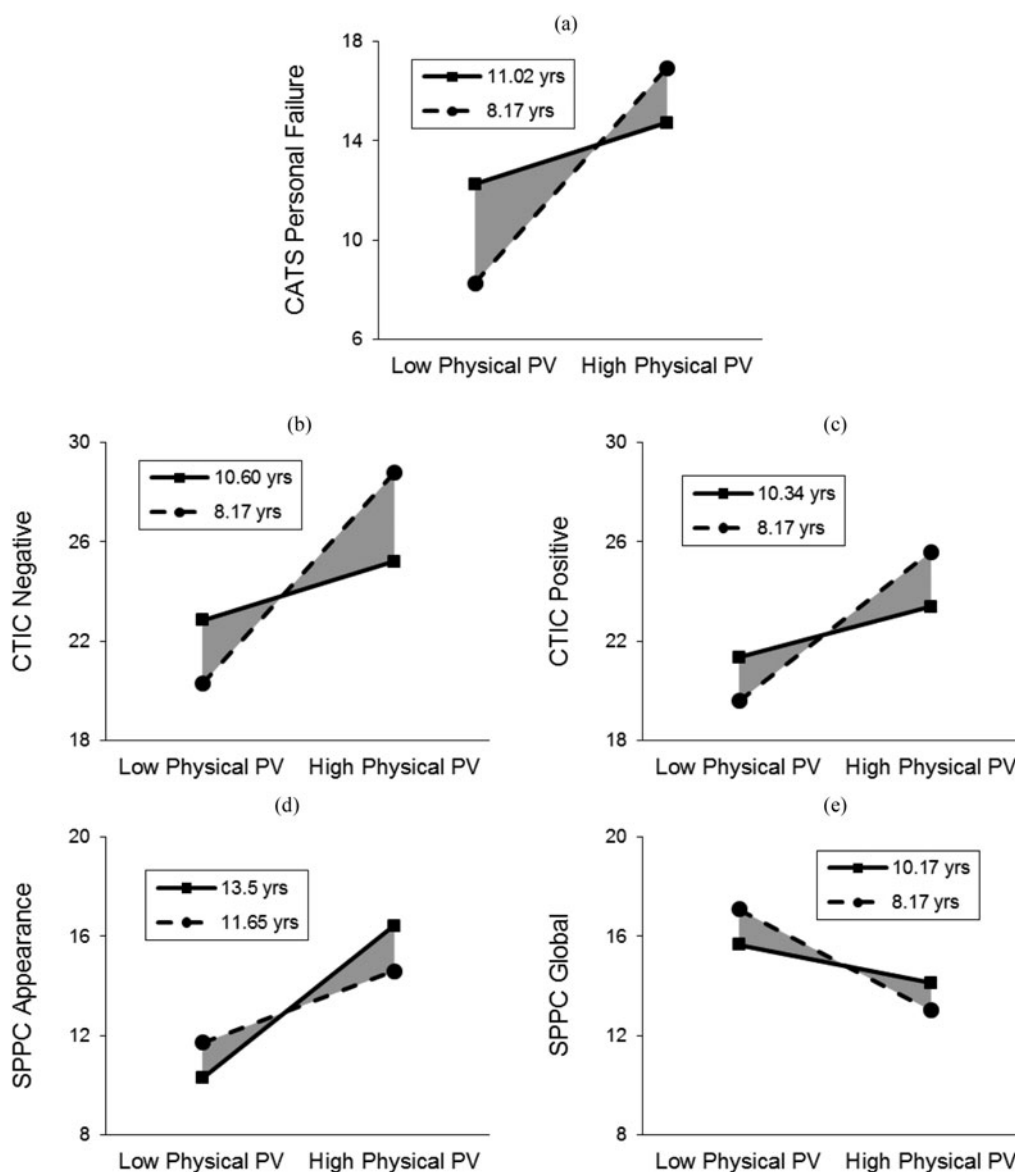 (a)
18
14
10
6
CATS Personal Failure
11.02 yrs
8.17 yrs
Low Physical PV
High Physical PV
(b)
30
26
22
18
CTIC Negative
10.60 yrs
8.17 yrs
Low Physical PV
High Physical PV
(c)
30
26
22
18
CTIC Positive
10.34 yrs
8.17 yrs
Low Physical PV
High Physical PV
(d)
20
16
12
8
SPPC Appearance
13.5 yrs
11.65 yrs
Low Physical PV
High Physical PV
(e)
20
16
12
8
SPPC Global
10.17 yrs
8.17 yrs
Low Physical PV
High Physical PV